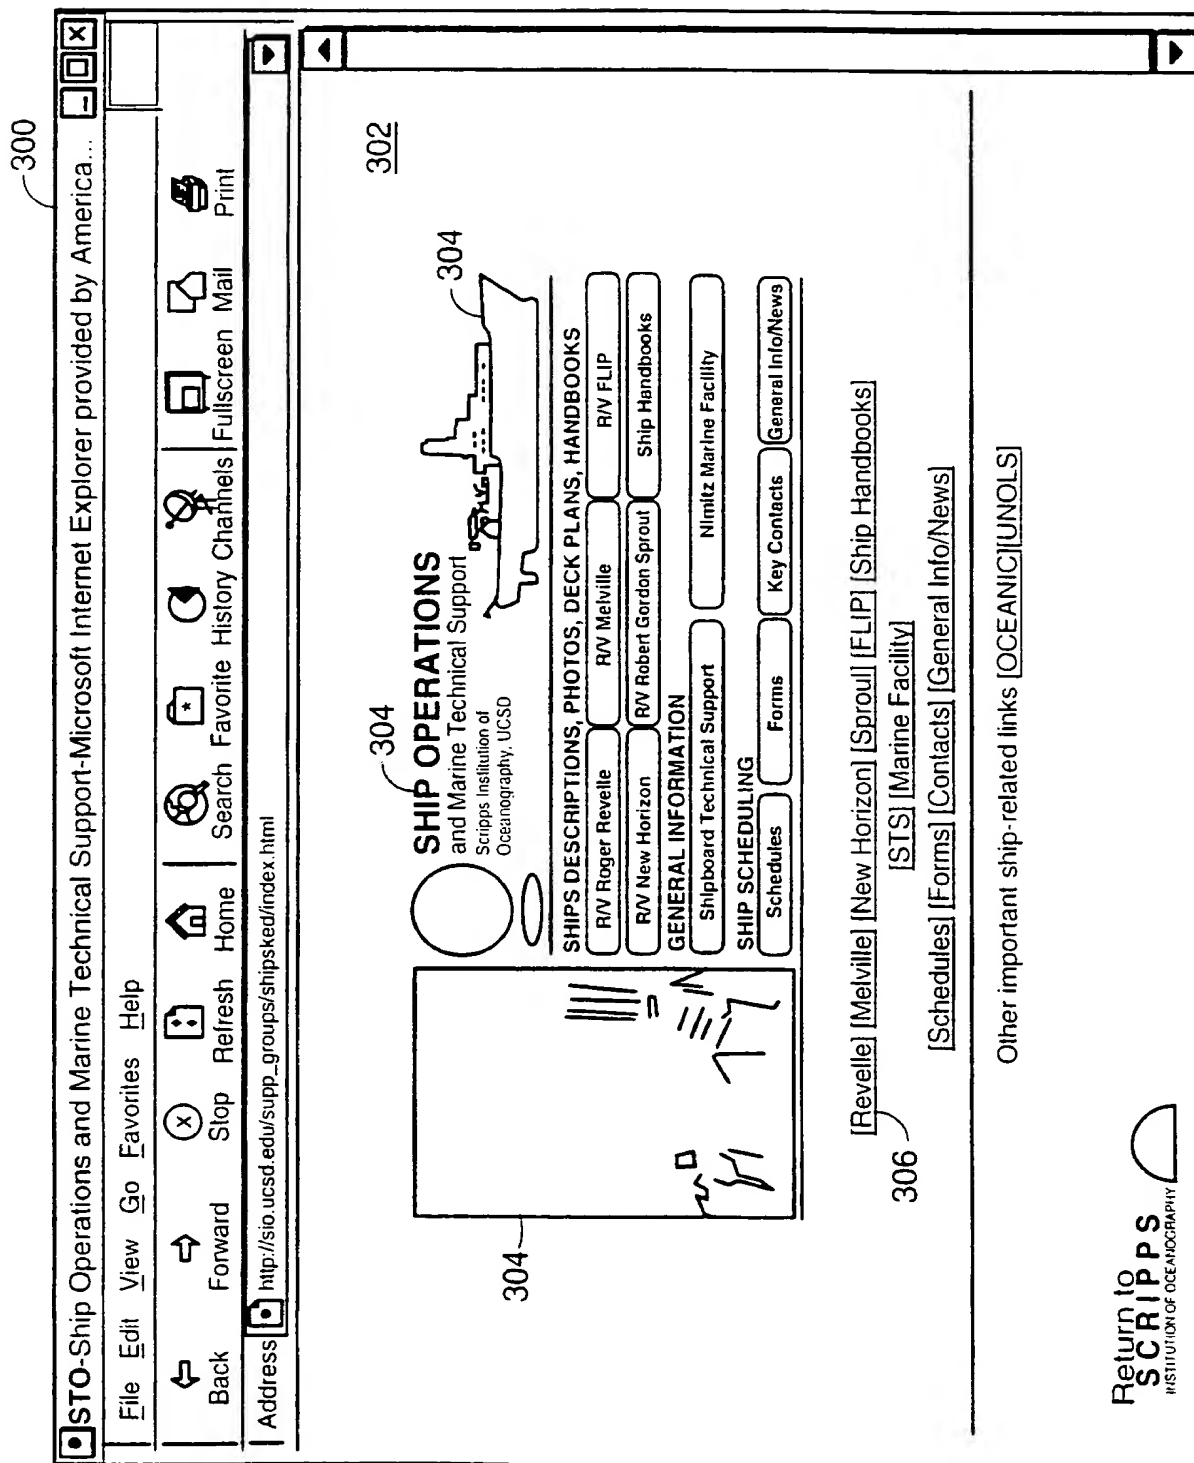 300
STO-Ship Operations and Marine Technical Support-Microsoft Internet Explorer provided by America...
File Edit View Go Favorites Help
Back Forward Stop Refresh Home Search Favorite History Channels Fullscreen Mail Print
Address http://sio.ucsd.edu/supp_groups/shipsked/index.html
302
304
304
304
SHIP OPERATIONS
and Marine Technical Support
Scripps Institution of
Oceanography, UCSD
SHIPS DESCRIPTIONS, PHOTOS, DECK PLANS, HANDBOOKS
R/V Roger Revelle R/V Melville R/V FLIP
R/V New Horizon R/V Robert Gordon Sprout Ship Handbooks
GENERAL INFORMATION
Shipboard Technical Support Nimitz Marine Facility
SHIP SCHEDULING
Schedules Forms Key Contacts General Info/News
[Revelle] [Melville] [New Horizon] [Sproul] [FLIP] [Ship Handbooks]
306
[STS] [Marine Facility]
[Schedules] [Forms] [Contacts] [General Info/News]
Other important ship-related links [OCEANIC][UNOLS]
Return to
SCRIPPS
INSTITUTION OF OCEANOGRAPHY